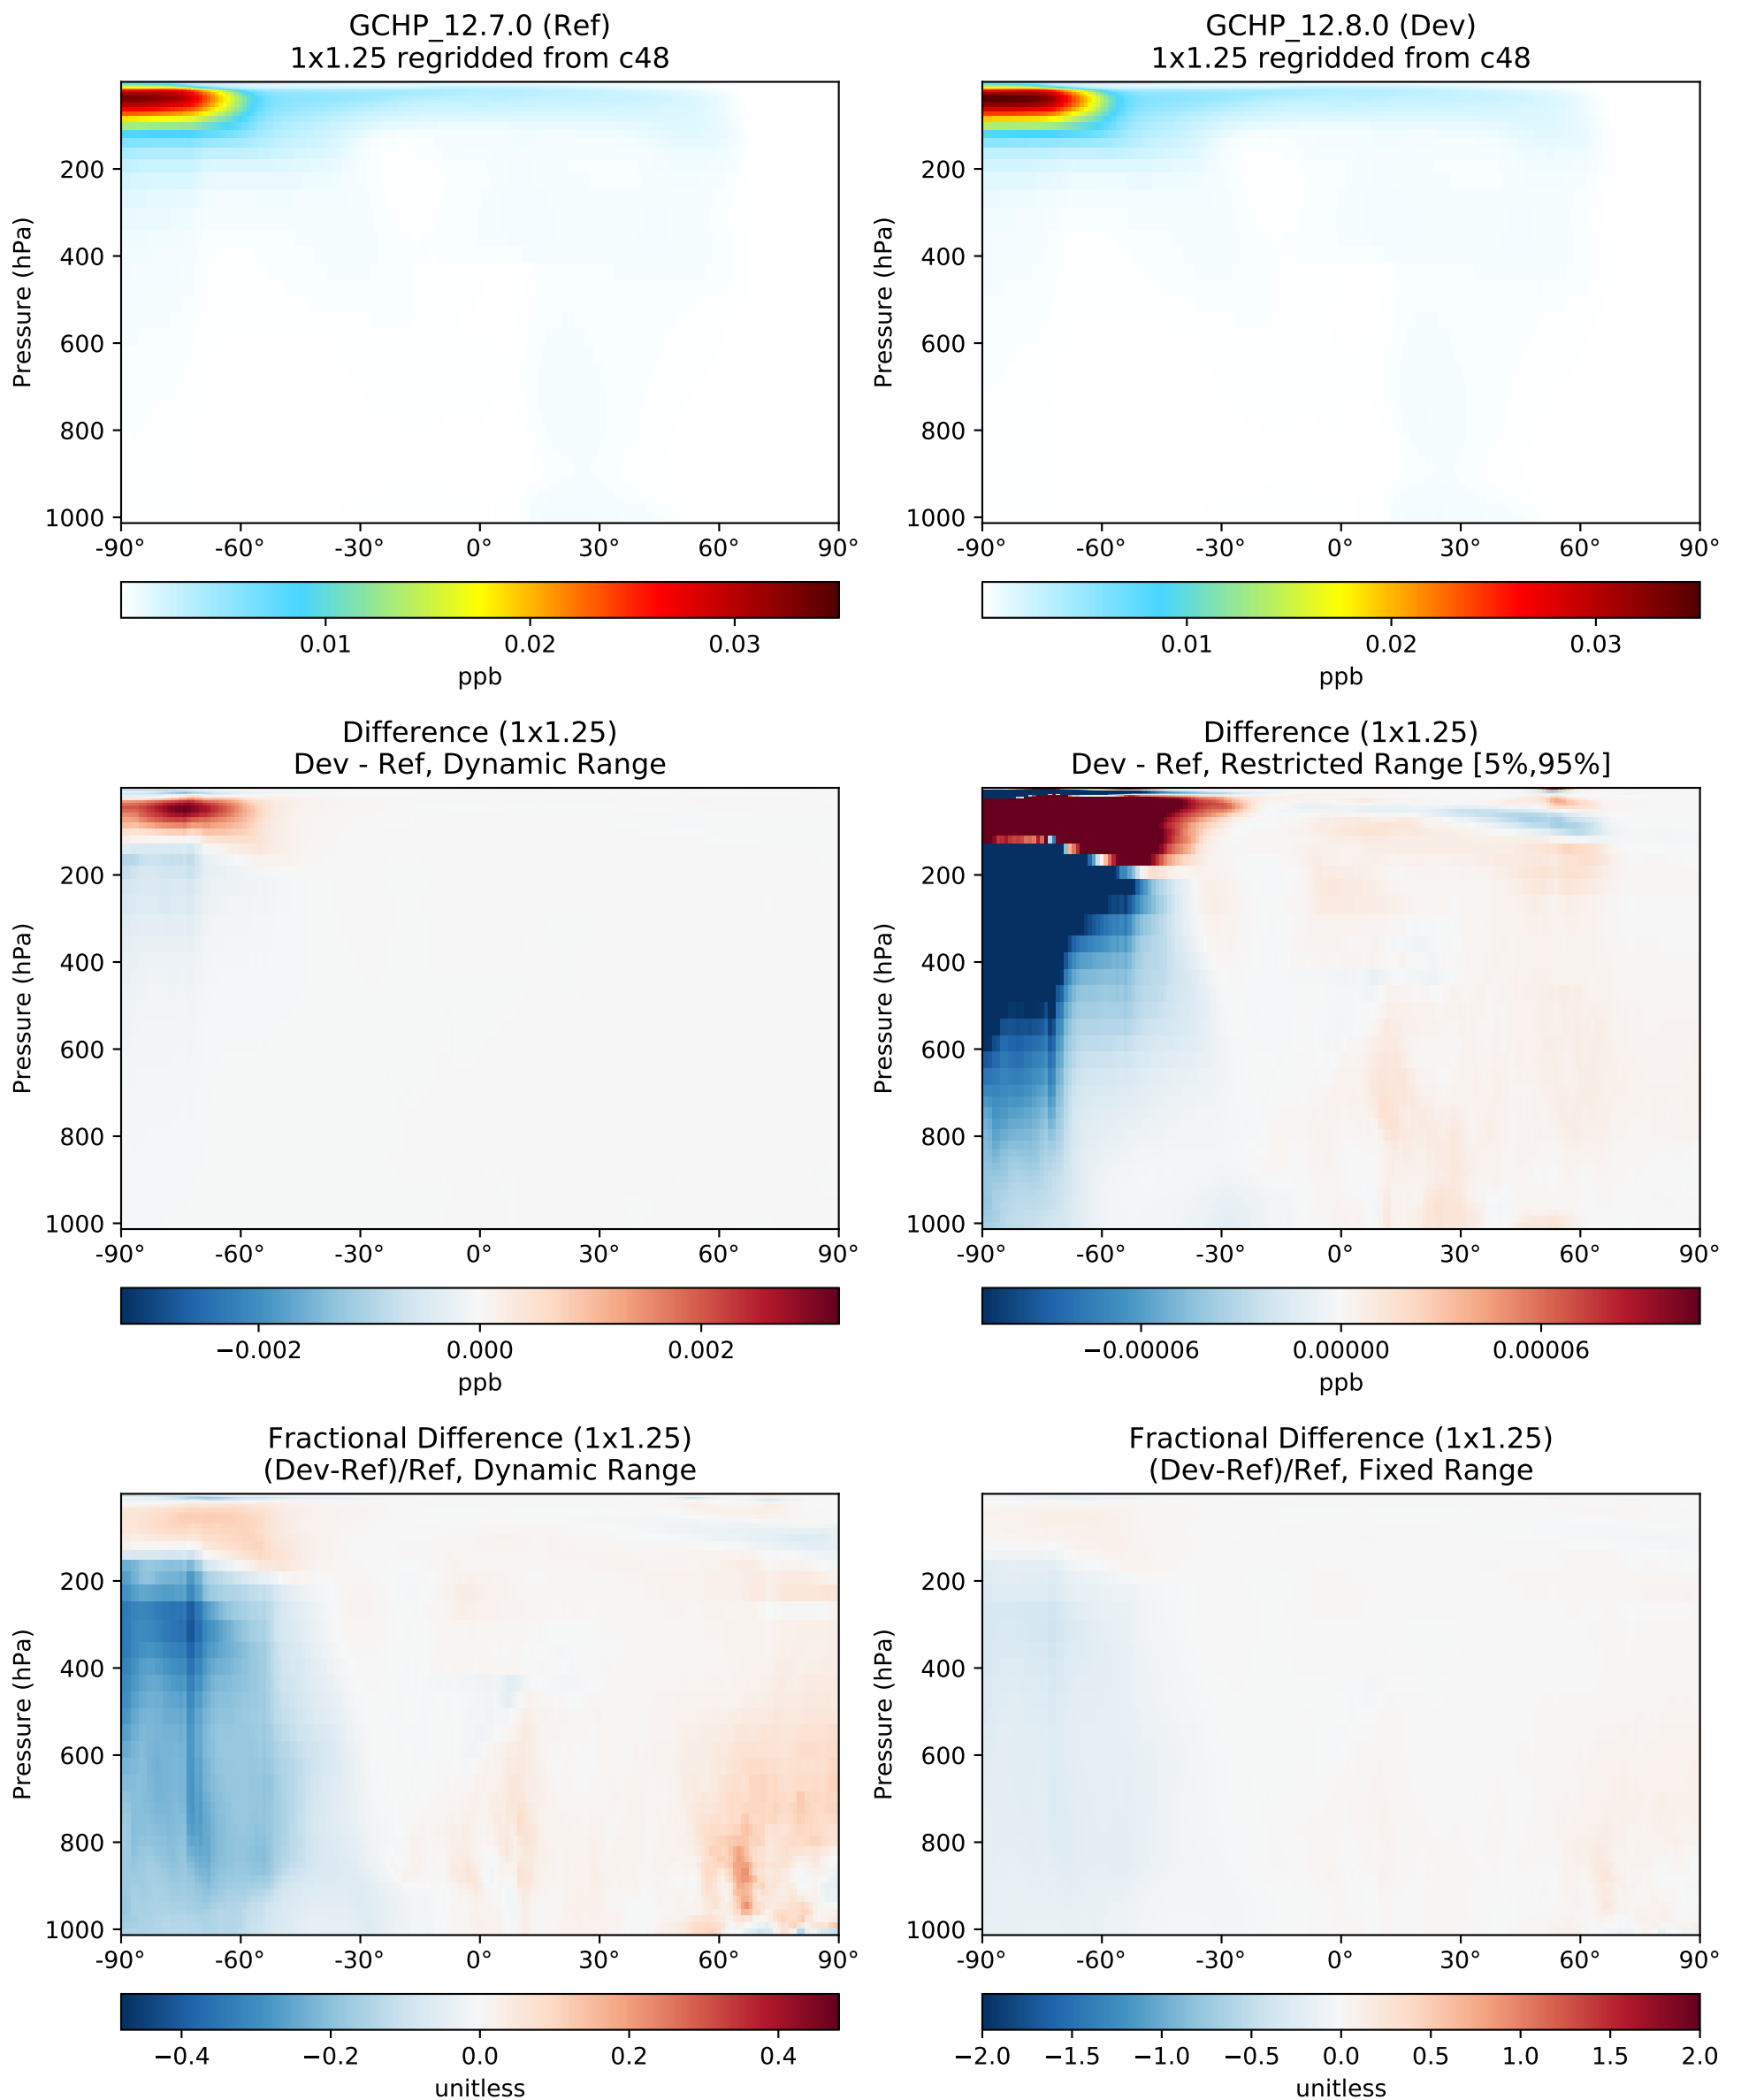 GCHP_12.7.0 (Ref)
1x1.25 regridded from c48
Pressure (hPa)
200
400
600
800
1000
-90° -60° -30° 0° 30° 60° 90°
0.01 0.02 0.03
ppb
GCHP_12.8.0 (Dev)
1x1.25 regridded from c48
Pressure (hPa)
200
400
600
800
1000
-90° -60° -30° 0° 30° 60° 90°
0.01 0.02 0.03
ppb
Difference (1x1.25)
Dev - Ref, Dynamic Range
Pressure (hPa)
200
400
600
800
1000
-90° -60° -30° 0° 30° 60° 90°
−0.002 0.000 0.002
ppb
Difference (1x1.25)
Dev - Ref, Restricted Range [5%,95%]
Pressure (hPa)
200
400
600
800
1000
-90° -60° -30° 0° 30° 60° 90°
−0.00006 0.00000 0.00006
ppb
Fractional Difference (1x1.25)
(Dev-Ref)/Ref, Dynamic Range
Pressure (hPa)
200
400
600
800
1000
-90° -60° -30° 0° 30° 60° 90°
−0.4 −0.2 0.0 0.2 0.4
unitless
Fractional Difference (1x1.25)
(Dev-Ref)/Ref, Fixed Range
Pressure (hPa)
200
400
600
800
1000
-90° -60° -30° 0° 30° 60° 90°
−2.0 −1.5 −1.0 −0.5 0.0 0.5 1.0 1.5 2.0
unitless